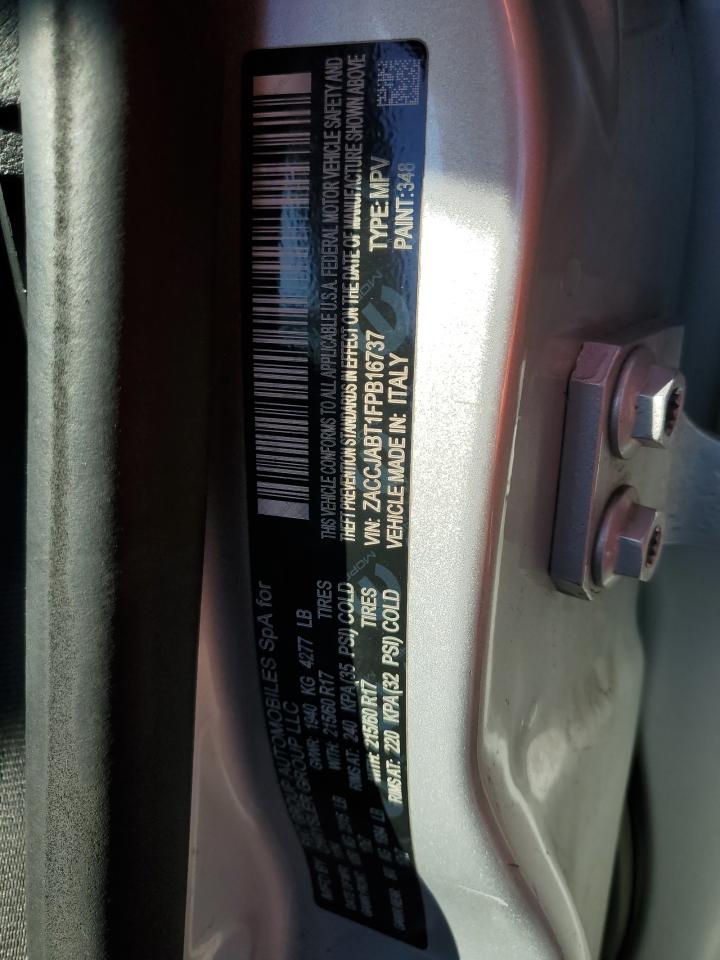 AUTOMOBILES SpA for
GROUP LLC
GVWR: 1940 KG 4277 LB
WITH: 215/60 R17 TIRES
RIMS AT: 240 KPA(35 PSI) COLD
WITH: 215/60 R17 TIRES
RIMS AT: 220 KPA(32 PSI) COLD
THIS VEHICLE CONFORMS TO ALL APPLICABLE U.S.A. FEDERAL MOTOR VEHICLE SAFETY AND
THEFT PREVENTION STANDARDS IN EFFECT ON THE DATE OF MANUFACTURE SHOWN ABOVE
VIN: ZACCJABT1FPB16737 TYPE: MPV
VEHICLE MADE IN: ITALY PAINT: 348